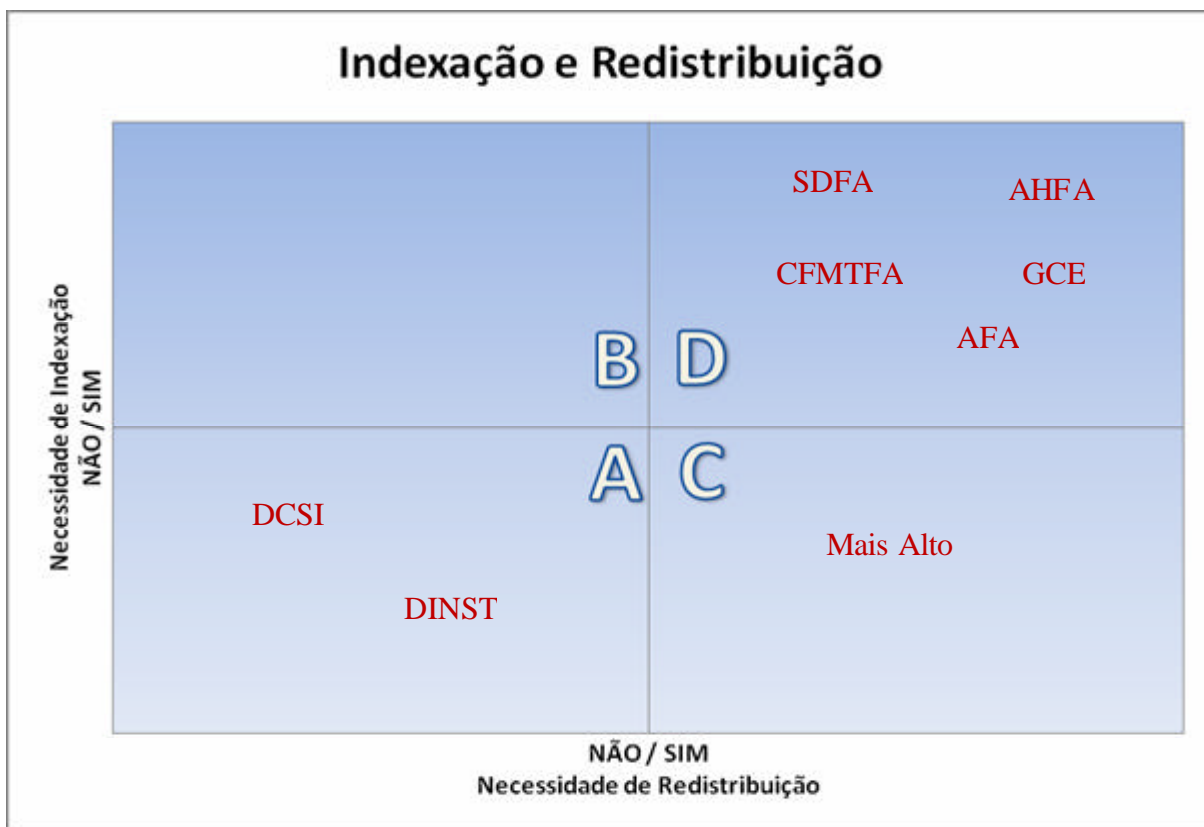 Indexação e Redistribuição
Necessidade de Indexação
NÃO / SIM
SDFA
AHFA
CFMTFA
GCE
AFA
B
D
A
C
DCSI
Mais Alto
DINST
NÃO / SIM
Necessidade de Redistribuição